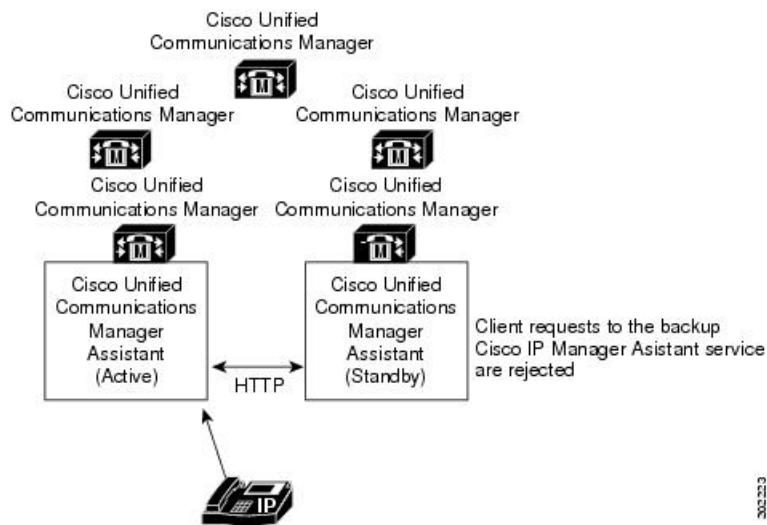 Cisco Unified
Communications Manager
M
Cisco Unified
Communications Manager
M
Cisco Unified
Communications Manager
M
Cisco Unified
Communications Manager
M
Cisco Unified
Communications Manager
M
Cisco Unified
Communications
Manager
Assistant
(Active)
HTTP
Cisco Unified
Communications
Manager
Assistant
(Standby)
Client requests to the backup
Cisco IP Manager Asistant service
are rejected
IP
202223